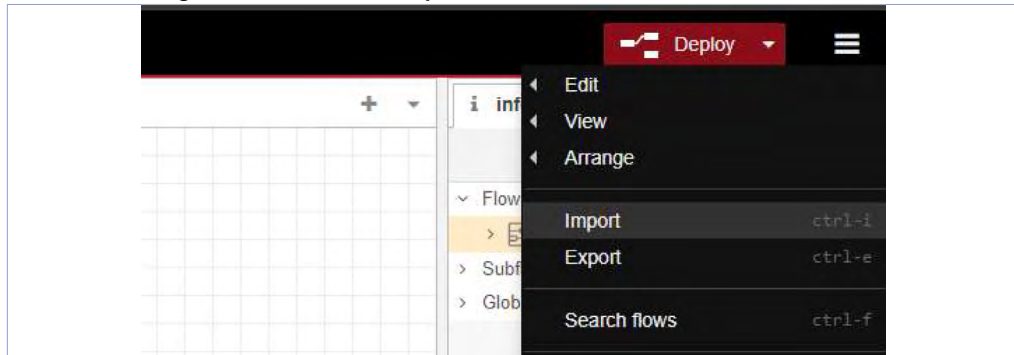 Deploy
i inf
Edit
View
Arrange
Flow
Import ctrl-i
Export ctrl-e
Subf
Glob
Search flows ctrl-f